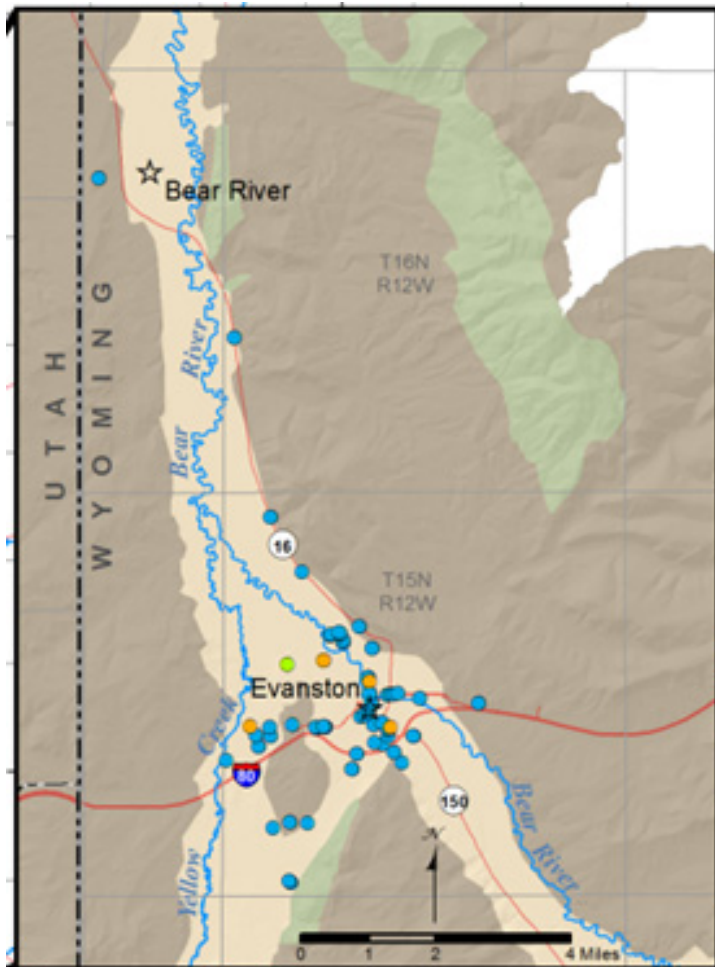 Bear River
T16N
R12W
UTAH
WYOMING
River
Bear
16
T15N
R12W
Evanston
Creek
80
150
Bear River
Yellow
N
0 1 2 4 Miles